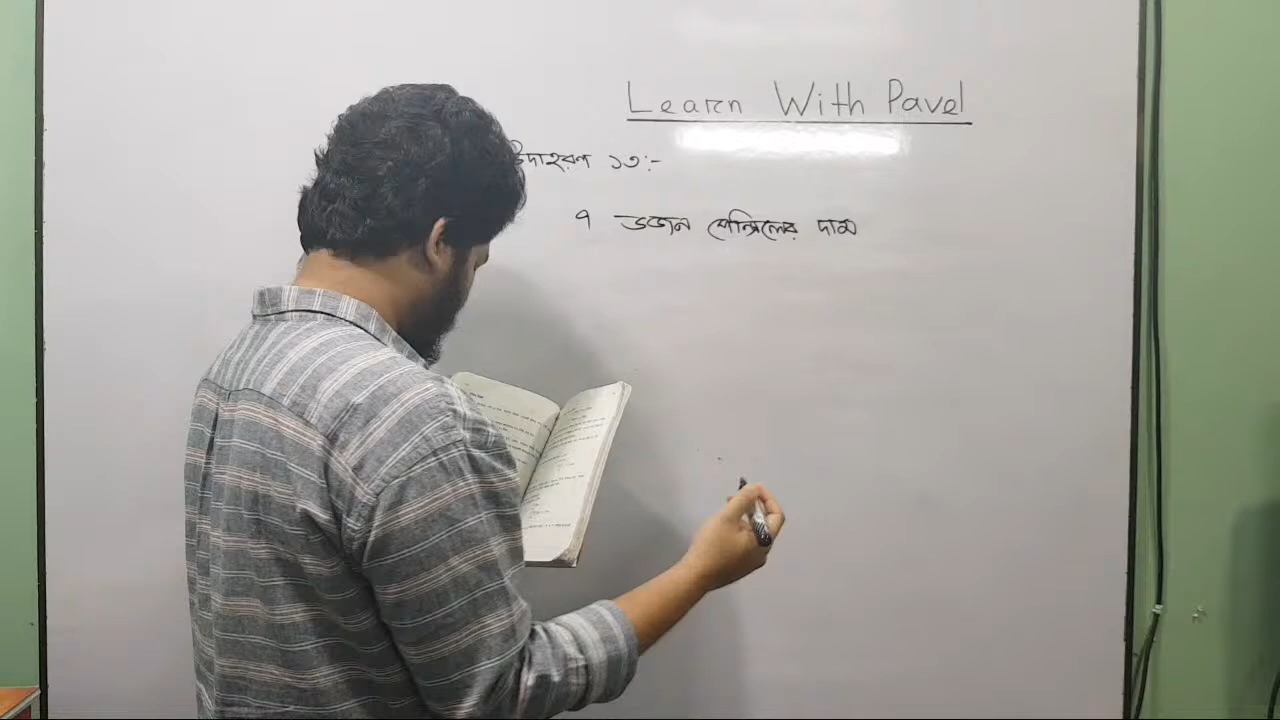 Learn With Pavel
উদাহরণ ১৩:-
৭ ডজন পেন্সিলের দাম